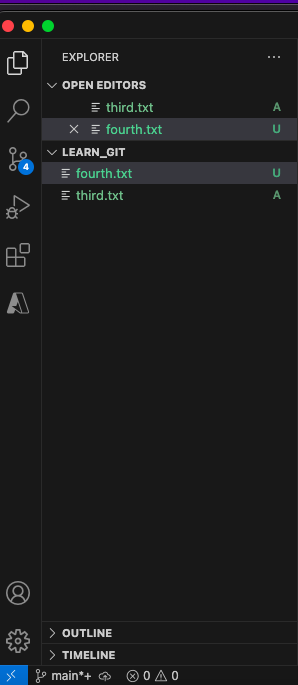 EXPLORER
OPEN EDITORS
third.txt A
fourth.txt U
LEARN_GIT
fourth.txt U
third.txt A
4
OUTLINE
TIMELINE
main*+ 0 0